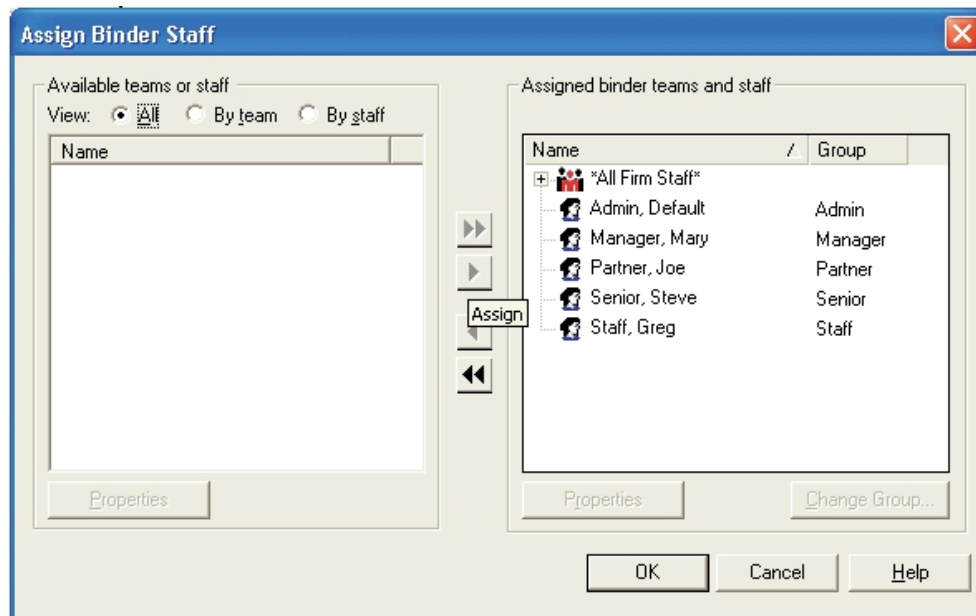 Assign Binder Staff
Available teams or staff
View: All By team By staff
Name
Properties
Assign
Assigned binder teams and staff
Name Group
*All Firm Staff*
Admin, Default Admin
Manager, Mary Manager
Partner, Joe Partner
Senior, Steve Senior
Staff, Greg Staff
Properties Change Group...
OK Cancel Help